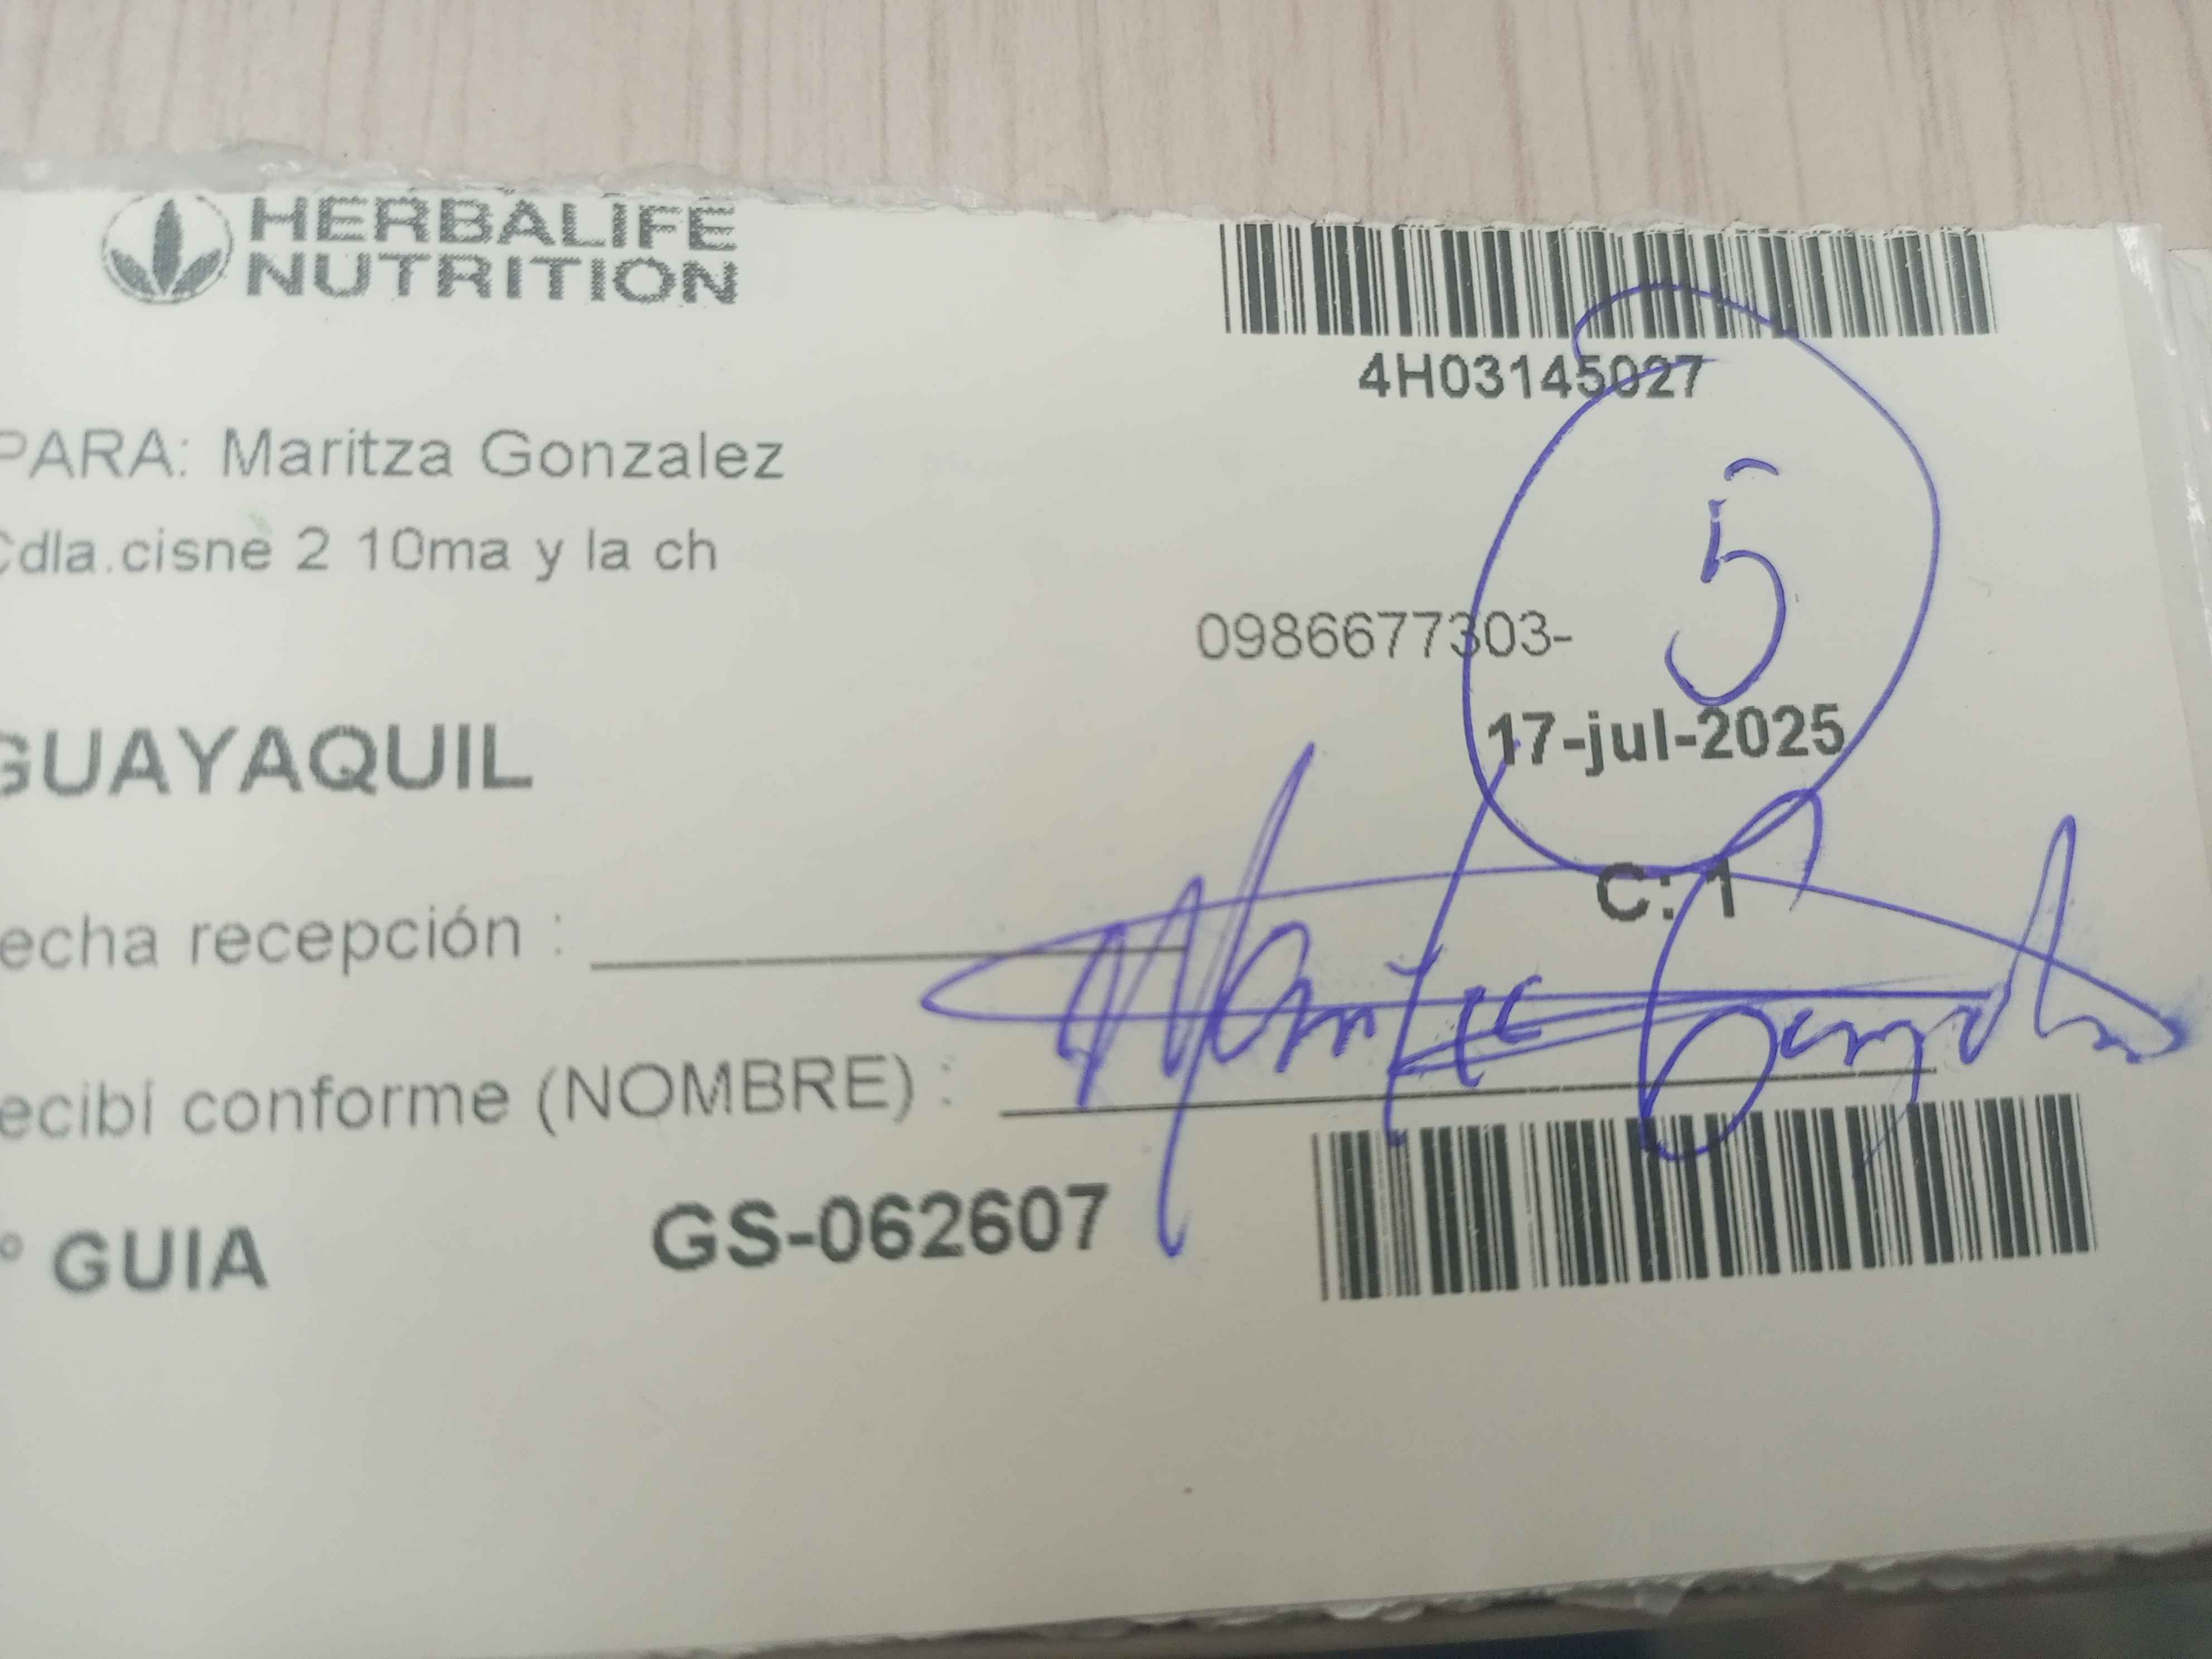 HERBALIFE
NUTRITION
4H03145027
PARA: Maritza Gonzalez
Cdla.cisne 2 10ma y la ch
5
0986677303-
17-jul-2025
GUAYAQUIL
C: 1
echa recepción :
ecibí conforme (NOMBRE) :
° GUIA GS-062607